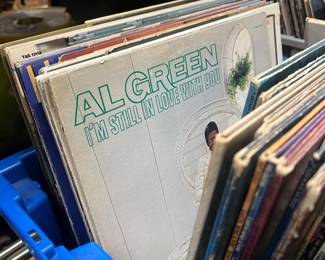 AL GREEN
I'M STILL IN LOVE WITH YOU